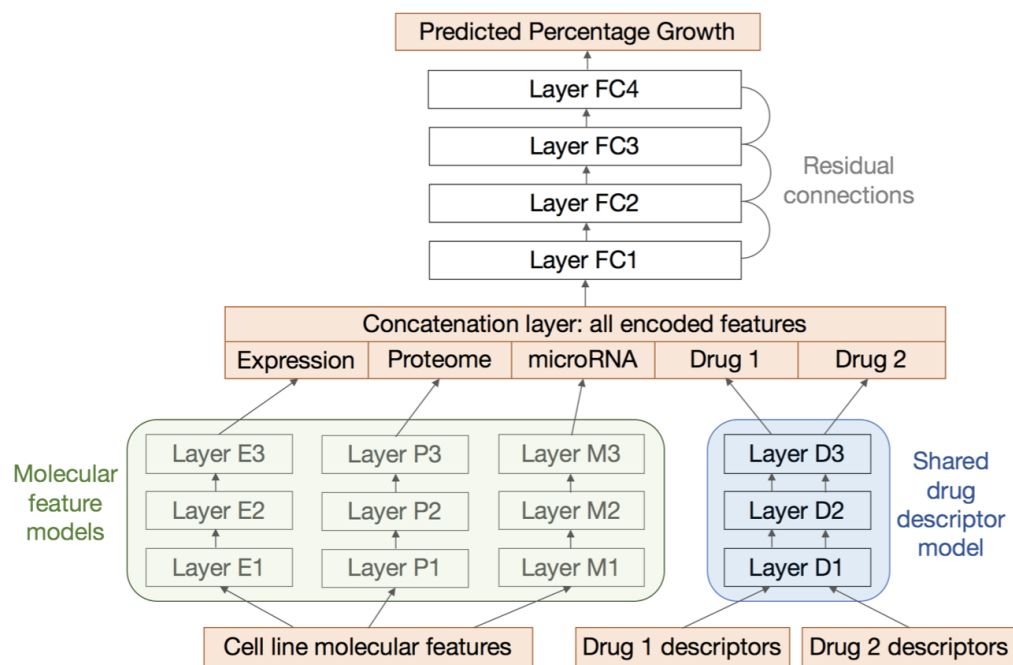 Predicted Percentage Growth
Layer FC4
Layer FC3
Layer FC2
Layer FC1
Residual
connections
Concatenation layer: all encoded features
Expression
Proteome
microRNA
Drug 1
Drug 2
Molecular
feature
models
Layer E3
Layer P3
Layer M3
Layer E2
Layer P2
Layer M2
Layer E1
Layer P1
Layer M1
Layer D3
Layer D2
Layer D1
Shared
drug
descriptor
model
Cell line molecular features
Drug 1 descriptors
Drug 2 descriptors